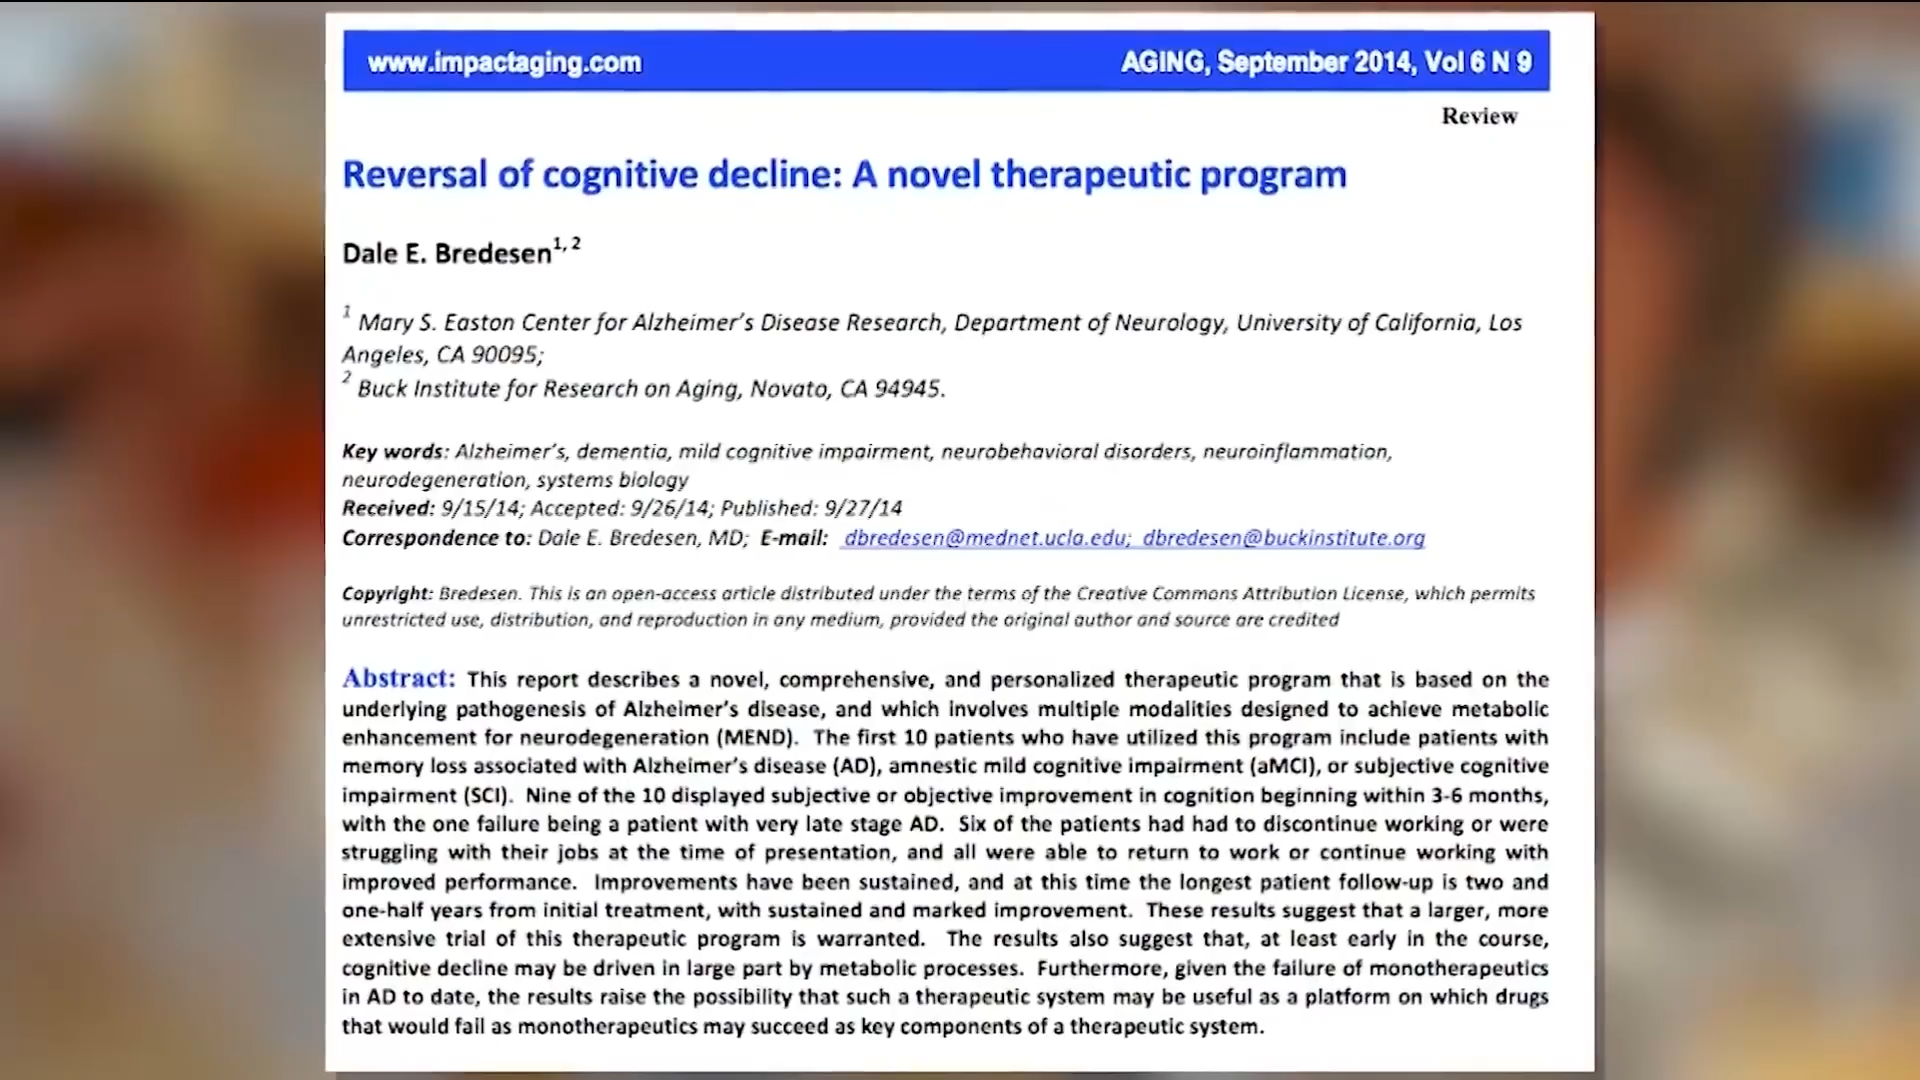 www.impactaging.com AGING, September 2014, Vol 6 N 9
Review
Reversal of cognitive decline: A novel therapeutic program
Dale E. Bredesen1, 2
1 Mary S. Easton Center for Alzheimer's Disease Research, Department of Neurology, University of California, Los
Angeles, CA 90095;
2 Buck Institute for Research on Aging, Novato, CA 94945.
Key words: Alzheimer's, dementia, mild cognitive impairment, neurobehavioral disorders, neuroinflammation,
neurodegeneration, systems biology
Received: 9/15/14; Accepted: 9/26/14; Published: 9/27/14
Correspondence to: Dale E. Bredesen, MD; E-mail: dbredesen@mednet.ucla.edu; dbredesen@buckinstitute.org
Copyright: Bredesen. This is an open-access article distributed under the terms of the Creative Commons Attribution License, which permits
unrestricted use, distribution, and reproduction in any medium, provided the original author and source are credited
Abstract: This report describes a novel, comprehensive, and personalized therapeutic program that is based on the
underlying pathogenesis of Alzheimer's disease, and which involves multiple modalities designed to achieve metabolic
enhancement for neurodegeneration (MEND). The first 10 patients who have utilized this program include patients with
memory loss associated with Alzheimer's disease (AD), amnestic mild cognitive impairment (aMCI), or subjective cognitive
impairment (SCI). Nine of the 10 displayed subjective or objective improvement in cognition beginning within 3-6 months,
with the one failure being a patient with very late stage AD. Six of the patients had had to discontinue working or were
struggling with their jobs at the time of presentation, and all were able to return to work or continue working with
improved performance. Improvements have been sustained, and at this time the longest patient follow-up is two and
one-half years from initial treatment, with sustained and marked improvement. These results suggest that a larger, more
extensive trial of this therapeutic program is warranted. The results also suggest that, at least early in the course,
cognitive decline may be driven in large part by metabolic processes. Furthermore, given the failure of monotherapeutics
in AD to date, the results raise the possibility that such a therapeutic system may be useful as a platform on which drugs
that would fail as monotherapeutics may succeed as key components of a therapeutic system.